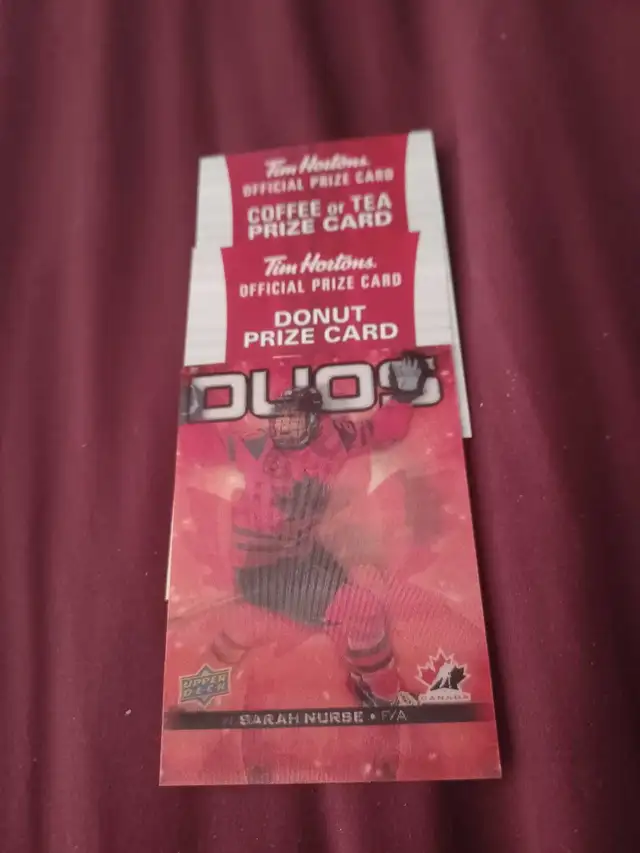 Tim Hortons.
OFFICIAL PRIZE CARD
COFFEE or TEA
PRIZE CARD
Tim Hortons.
OFFICIAL PRIZE CARD
DONUT
PRIZE CARD
DUOS
UPPER
DECK
CANADA
SARAH NURSE • F/A